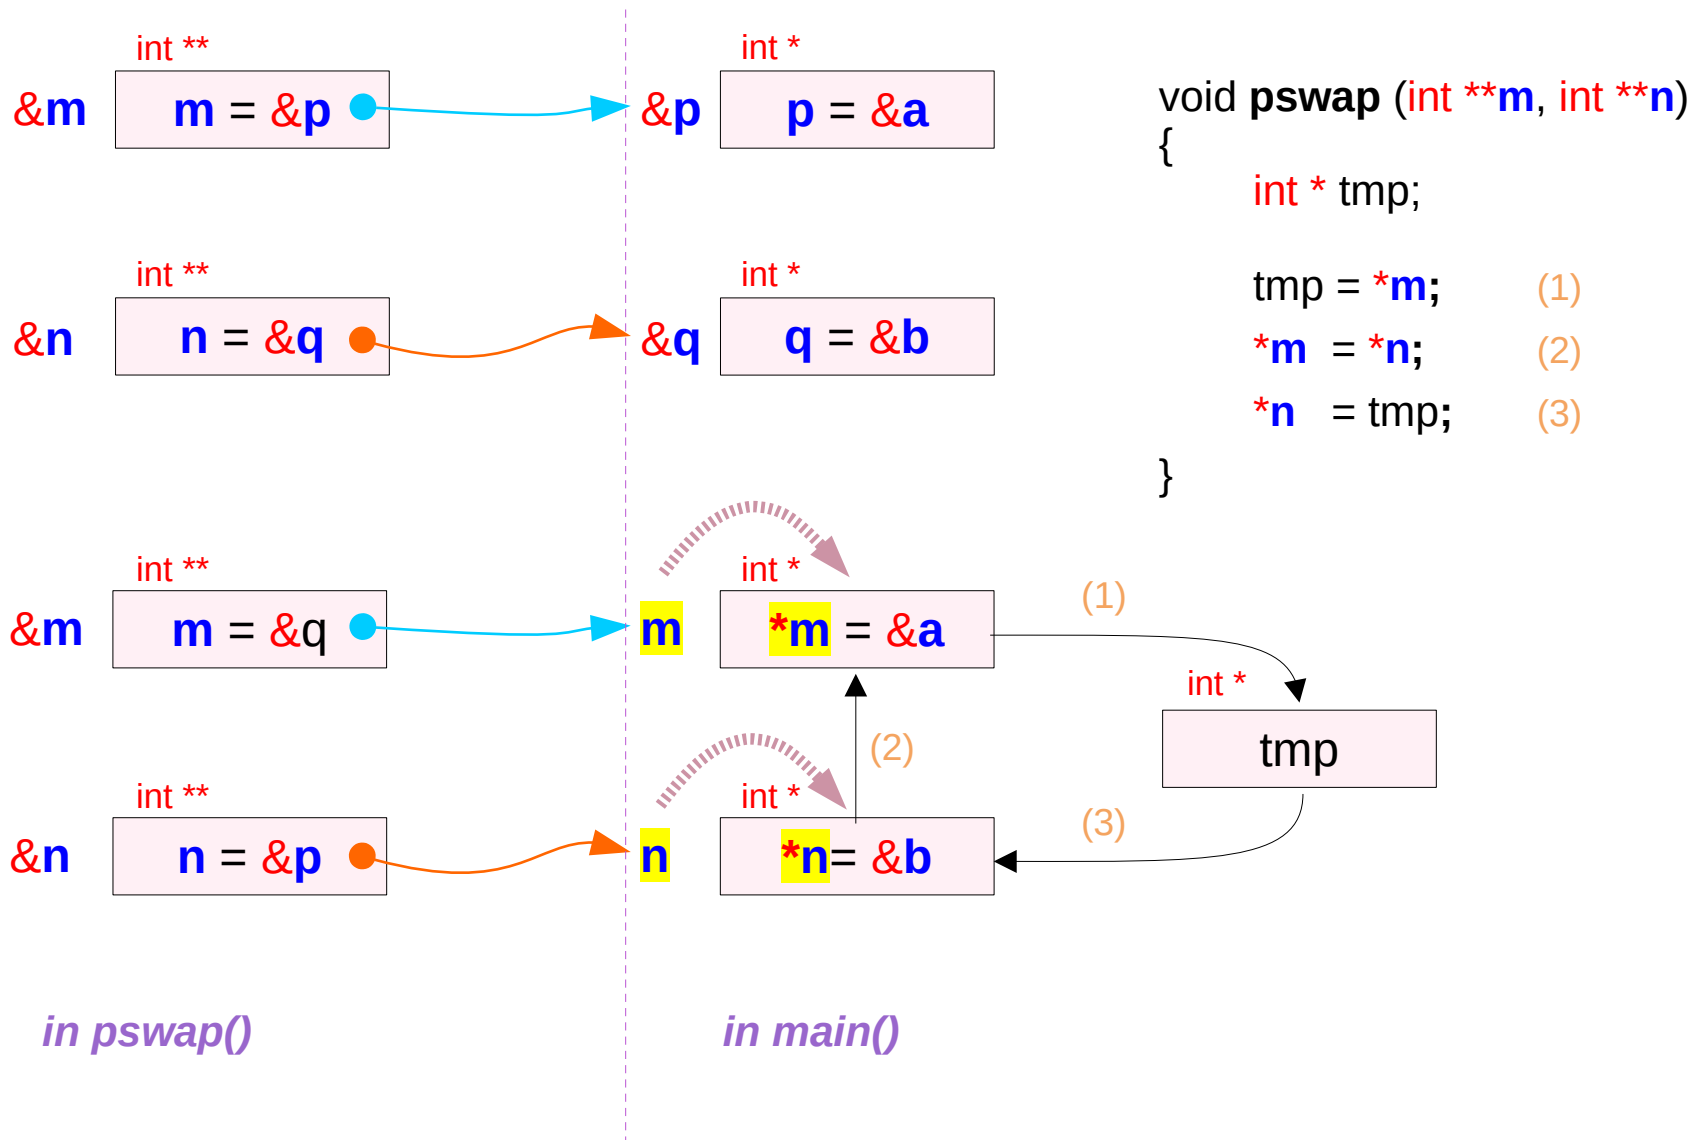 int **
&m
m = &p
int *
&p
p = &a
int **
&n
n = &q
int *
&q
q = &b
void pswap (int **m, int **n)
{
int * tmp;
tmp = *m; (1)
*m = *n; (2)
*n = tmp; (3)
}
int **
&m
m = &q
m
int *
*m = &a
(1)
int *
tmp
(2)
int **
&n
n = &p
n
int *
*n= &b
(3)
in pswap()
in main()